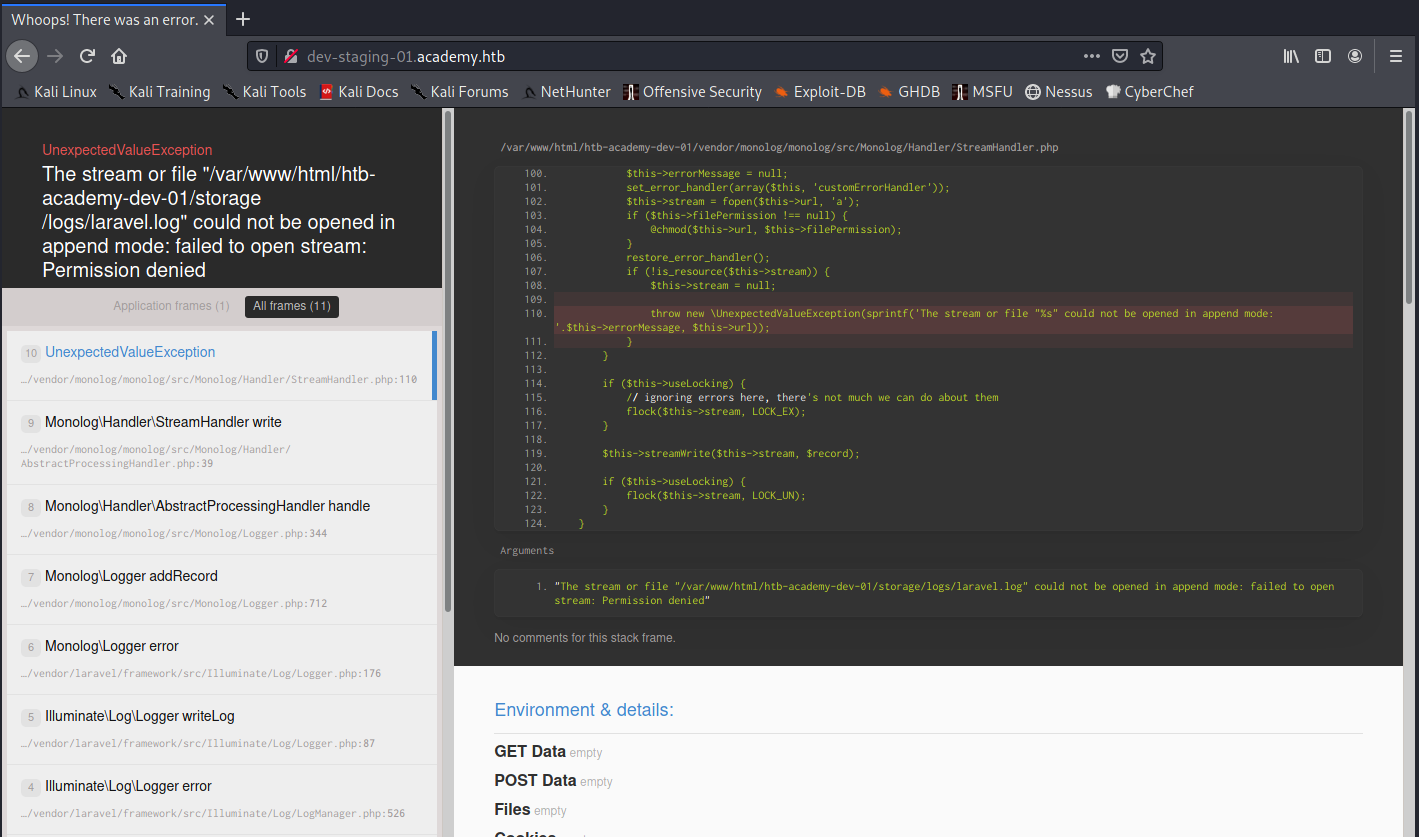 Whoops! There was an error.
dev-staging-01.academy.htb
Kali Linux Kali Training Kali Tools Kali Docs Kali Forums NetHunter Offensive Security Exploit-DB GHDB MSFU Nessus CyberChef
UnexpectedValueException
The stream or file "/var/www/html/htb-
academy-dev-01/storage
/logs/laravel.log" could not be opened in
append mode: failed to open stream:
Permission denied
Application frames (1) All frames (11)
10 UnexpectedValueException
…/vendor/monolog/monolog/src/Monolog/Handler/StreamHandler.php:110
9 Monolog\Handler\StreamHandler write
…/vendor/monolog/monolog/src/Monolog/Handler/
AbstractProcessingHandler.php:39
8 Monolog\Handler\AbstractProcessingHandler handle
…/vendor/monolog/monolog/src/Monolog/Logger.php:344
7 Monolog\Logger addRecord
…/vendor/monolog/monolog/src/Monolog/Logger.php:712
6 Monolog\Logger error
…/vendor/laravel/framework/src/Illuminate/Log/Logger.php:176
5 Illuminate\Log\Logger writeLog
…/vendor/laravel/framework/src/Illuminate/Log/Logger.php:87
4 Illuminate\Log\Logger error
…/vendor/laravel/framework/src/Illuminate/Log/LogManager.php:526
/var/www/html/htb-academy-dev-01/vendor/monolog/monolog/src/Monolog/Handler/StreamHandler.php
100. $this->errorMessage = null;
101. set_error_handler(array($this, 'customErrorHandler'));
102. $this->stream = fopen($this->url, 'a');
103. if ($this->filePermission !== null) {
104. @chmod($this->url, $this->filePermission);
105. }
106. restore_error_handler();
107. if (!is_resource($this->stream)) {
108. $this->stream = null;
109.
110. throw new \UnexpectedValueException(sprintf('The stream or file "%s" could not be opened in append mode:
'.$this->errorMessage, $this->url));
111. }
112. }
113.
114. if ($this->useLocking) {
115. // ignoring errors here, there's not much we can do about them
116. flock($this->stream, LOCK_EX);
117. }
118.
119. $this->streamWrite($this->stream, $record);
120.
121. if ($this->useLocking) {
122. flock($this->stream, LOCK_UN);
123. }
124. }
Arguments
1. "The stream or file "/var/www/html/htb-academy-dev-01/storage/logs/laravel.log" could not be opened in append mode: failed to open
stream: Permission denied"
No comments for this stack frame.
Environment & details:
GET Data empty
POST Data empty
Files empty
Cookies